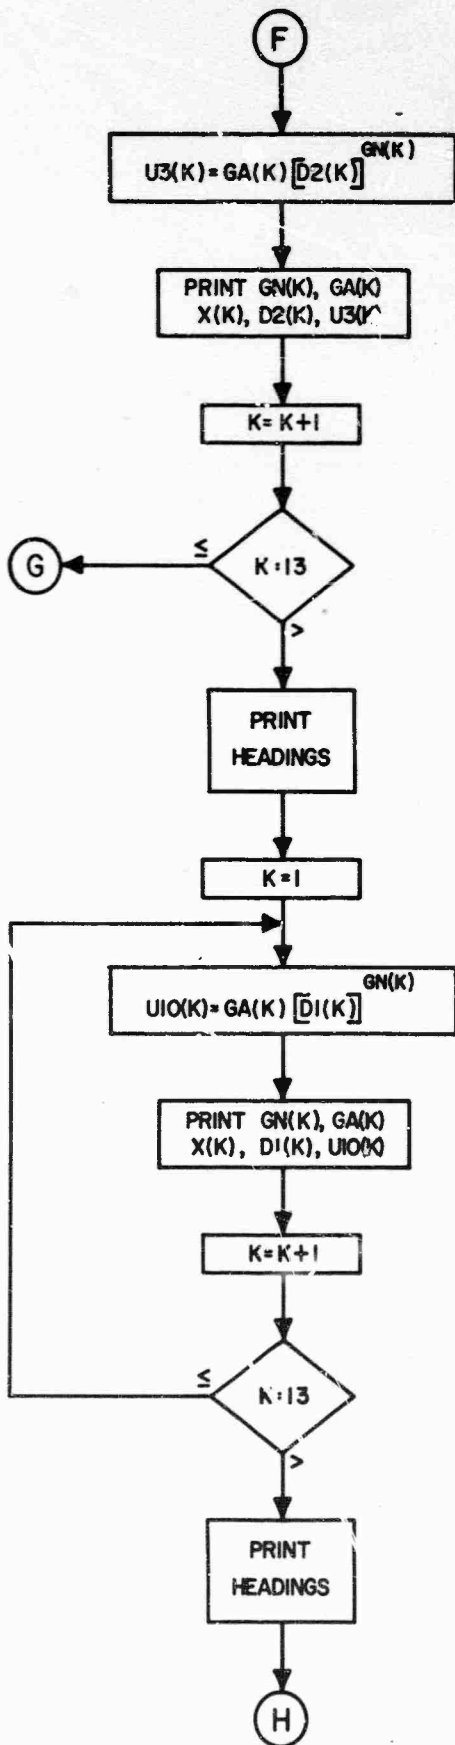 F
U3(K)=GA(K)[D2(K)]GN(K)
PRINT GN(K), GA(K)
X(K), D2(K), U3(K)
K=K+1
K:13
≤
G
>
PRINT
HEADINGS
K=1
U10(K)=GA(K)[D1(K)]GN(K)
PRINT GN(K), GA(K)
X(K), D1(K), U10(K)
K=K+1
K:13
≤
>
PRINT
HEADINGS
H